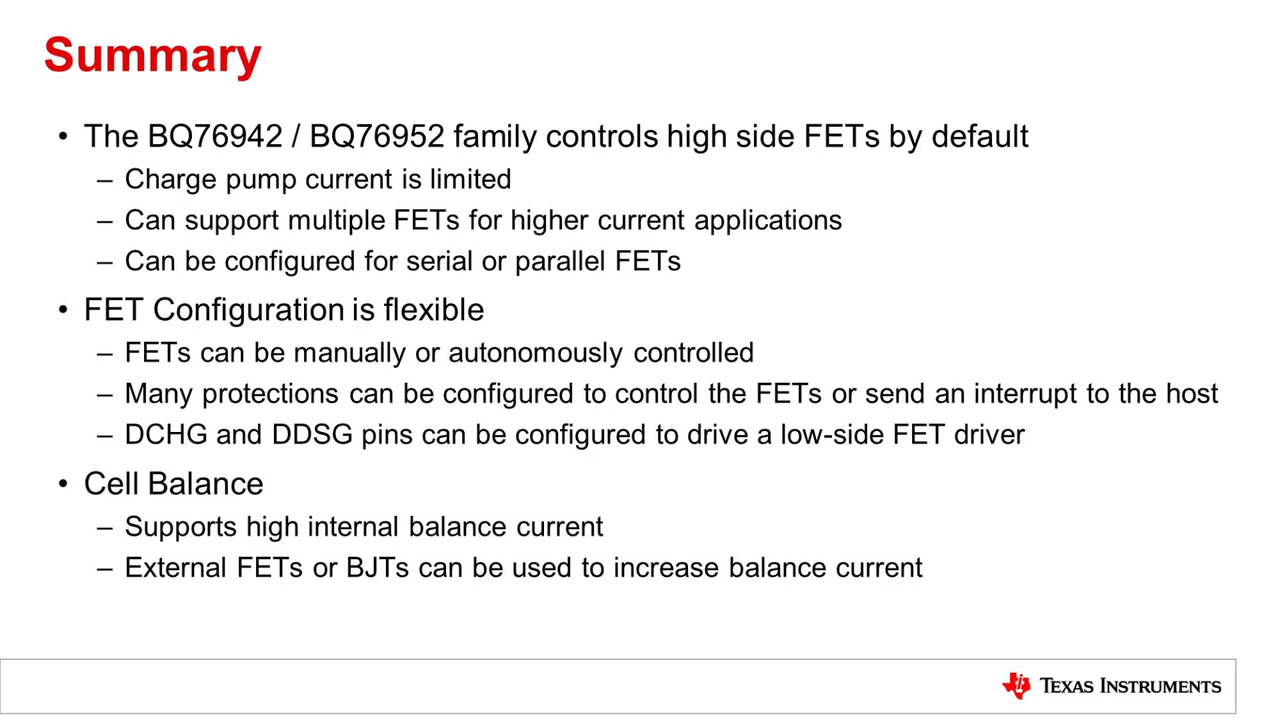 Summary
• The BQ76942 / BQ76952 family controls high side FETs by default
– Charge pump current is limited
– Can support multiple FETs for higher current applications
– Can be configured for serial or parallel FETs
• FET Configuration is flexible
– FETs can be manually or autonomously controlled
– Many protections can be configured to control the FETs or send an interrupt to the host
– DCHG and DDSG pins can be configured to drive a low-side FET driver
• Cell Balance
– Supports high internal balance current
– External FETs or BJTs can be used to increase balance current
Texas Instruments